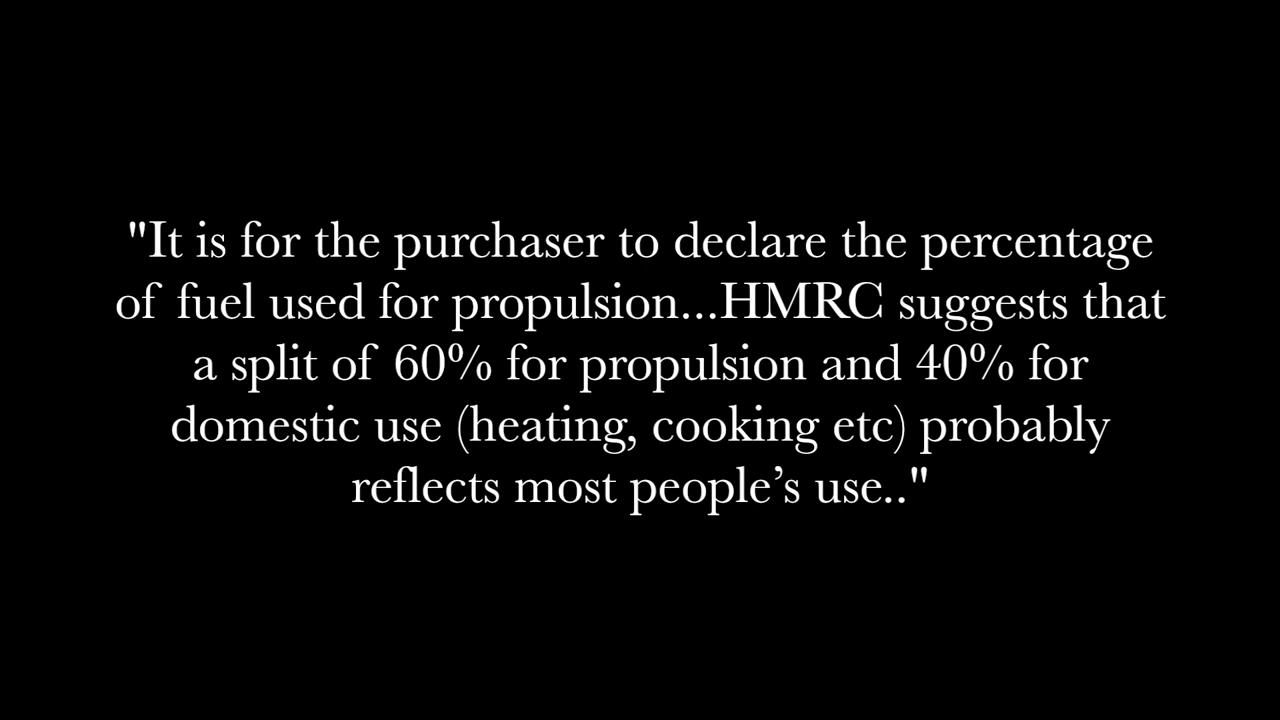 "It is for the purchaser to declare the percentage
of fuel used for propulsion...HMRC suggests that
a split of 60% for propulsion and 40% for
domestic use (heating, cooking etc) probably
reflects most people’s use.."